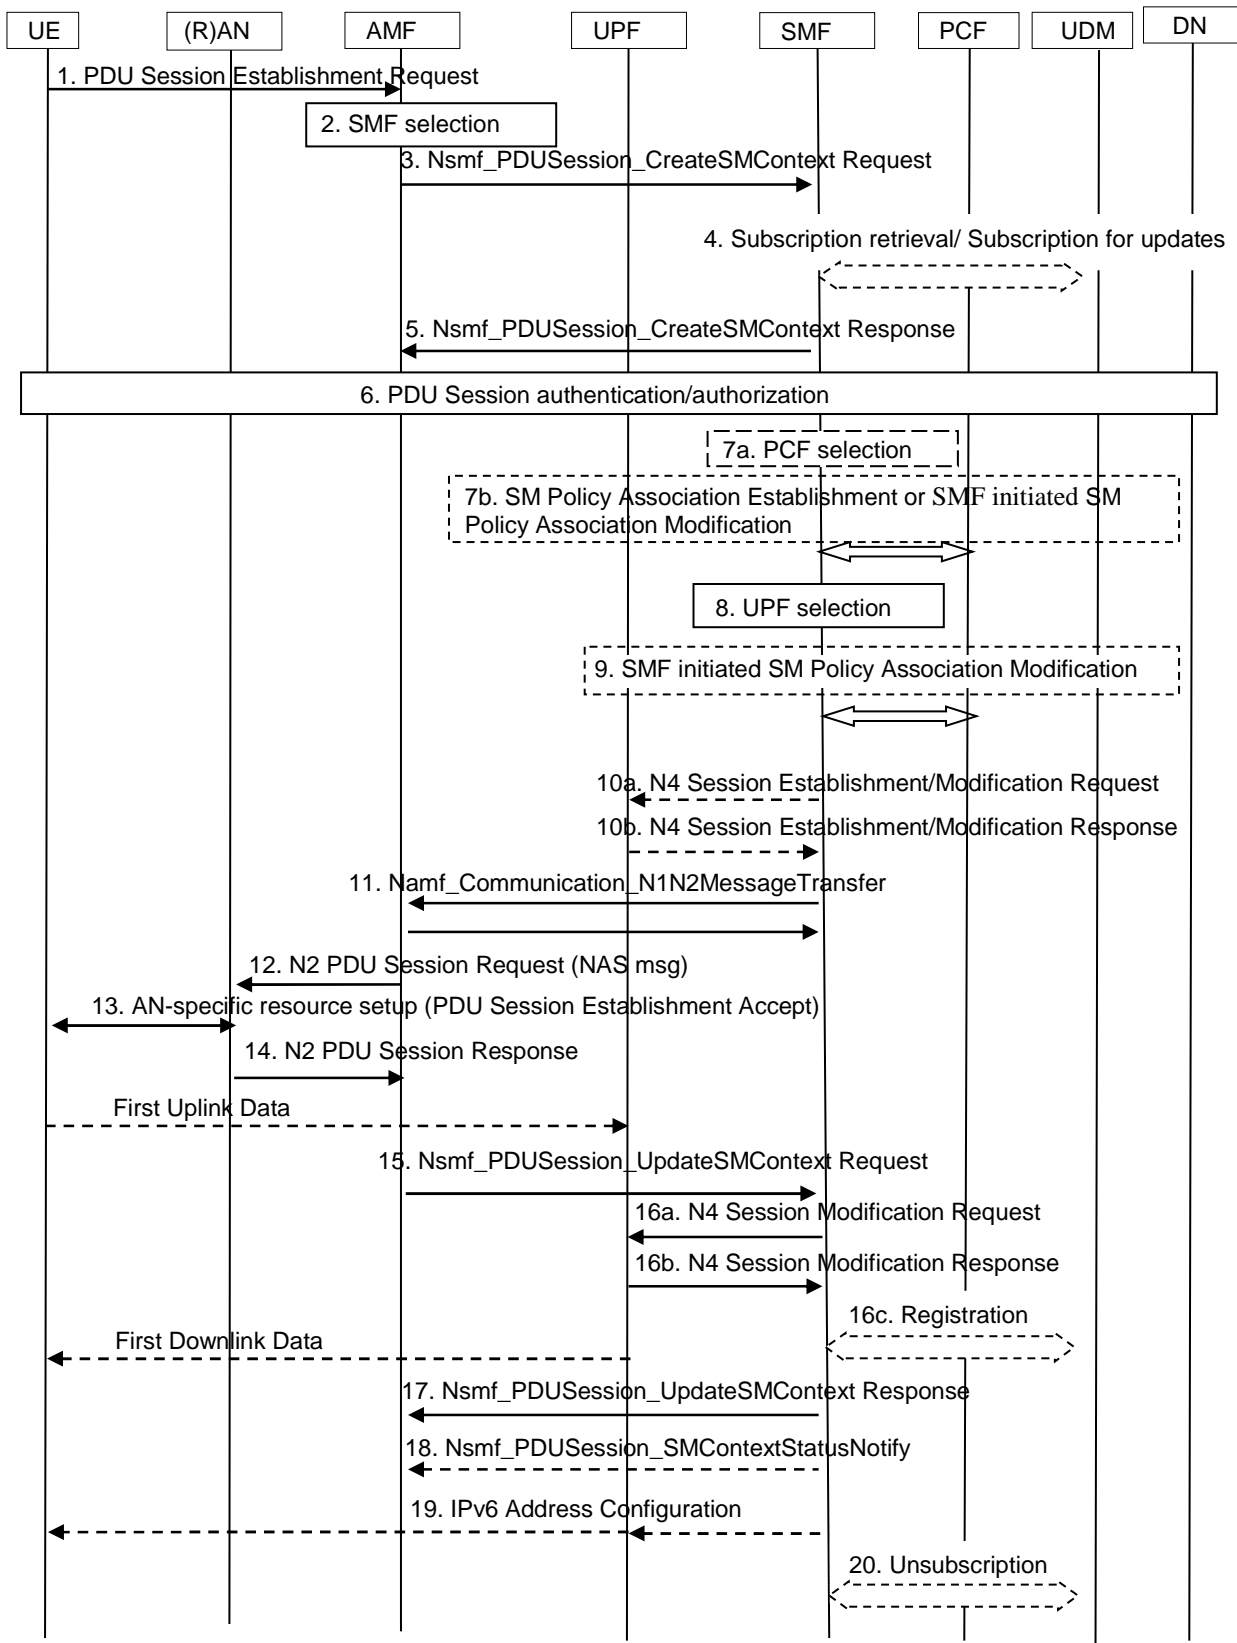 UE (R)AN AMF UPF SMF PCF UDM DN
1. PDU Session Establishment Request
2. SMF selection
3. Nsmf_PDUSession_CreateSMContext Request
4. Subscription retrieval/ Subscription for updates
5. Nsmf_PDUSession_CreateSMContext Response
6. PDU Session authentication/authorization
7a. PCF selection
7b. SM Policy Association Establishment or SMF initiated SM
Policy Association Modification
8. UPF selection
9. SMF initiated SM Policy Association Modification
10a. N4 Session Establishment/Modification Request
10b. N4 Session Establishment/Modification Response
11. Namf_Communication_N1N2MessageTransfer
12. N2 PDU Session Request (NAS msg)
13. AN-specific resource setup (PDU Session Establishment Accept)
14. N2 PDU Session Response
First Uplink Data
15. Nsmf_PDUSession_UpdateSMContext Request
16a. N4 Session Modification Request
16b. N4 Session Modification Response
16c. Registration
First Downlink Data
17. Nsmf_PDUSession_UpdateSMContext Response
18. Nsmf_PDUSession_SMContextStatusNotify
19. IPv6 Address Configuration
20. Unsubscription